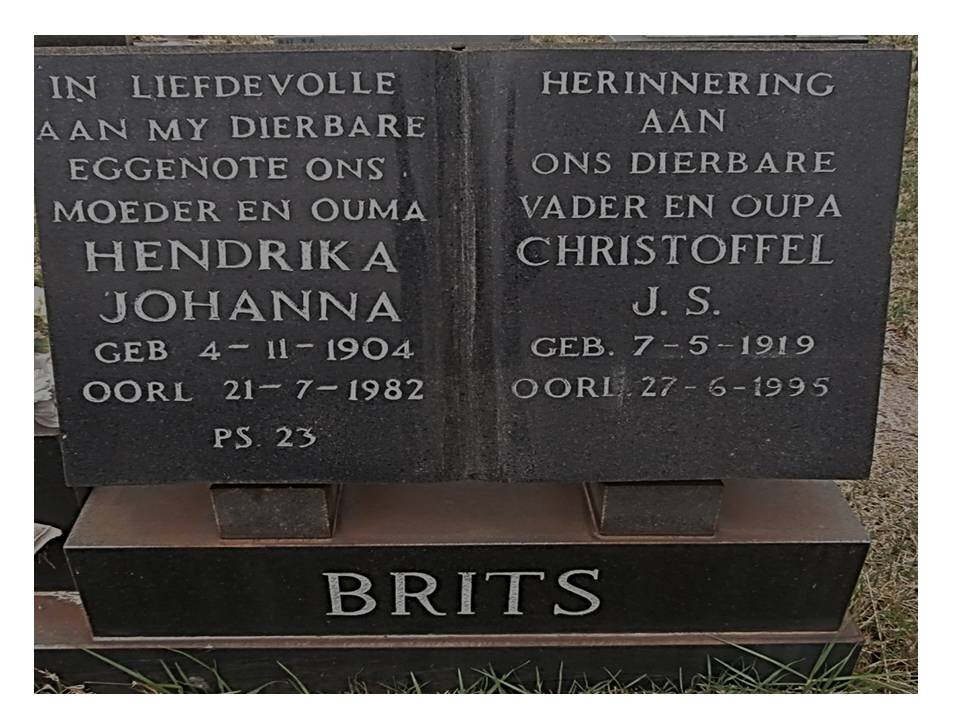 IN LIEFDEVOLLE
AAN MY DIERBARE
EGGENOTE ONS
MOEDER EN OUMA
HENDRIKA
JOHANNA
GEB 4-11-1904
OORL 21-7-1982
PS. 23
HERINNERING
AAN
ONS DIERBARE
VADER EN OUPA
CHRISTOFFEL
J. S.
GEB. 7-5-1919
OORL. 27-6-1995
BRITS